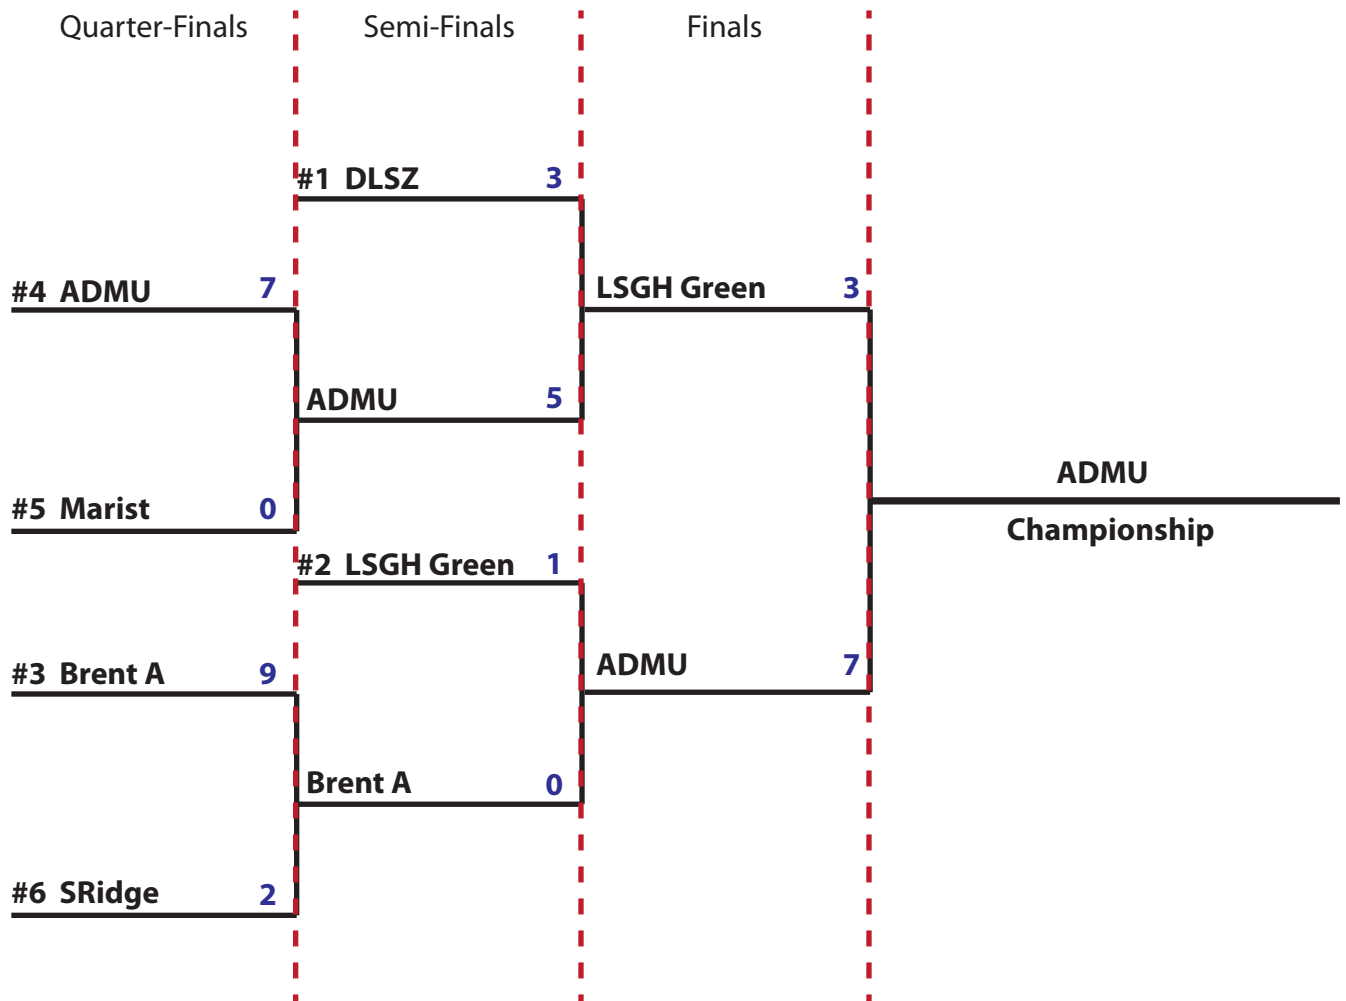 Quarter-Finals Semi-Finals Finals
#1 DLSZ 3
#4 ADMU 7
LSGH Green 3
ADMU 5
ADMU
#5 Marist 0
Championship
#2 LSGH Green 1
#3 Brent A 9
ADMU 7
Brent A 0
#6 SRidge 2